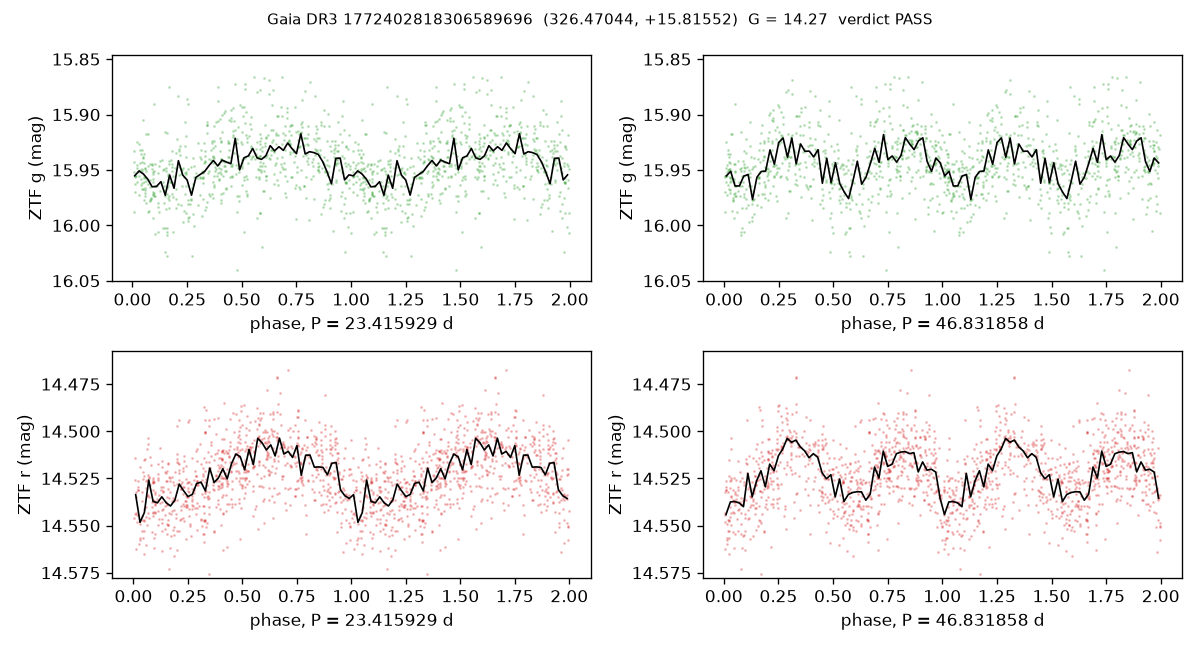 Gaia DR3 1772402818306589696 (326.47044, +15.81552) G = 14.27 verdict PASS
ZTF g (mag)
15.85
15.90
15.95
16.00
16.05
0.00 0.25 0.50 0.75 1.00 1.25 1.50 1.75 2.00
phase, P = 23.415929 d
ZTF g (mag)
15.85
15.90
15.95
16.00
16.05
0.00 0.25 0.50 0.75 1.00 1.25 1.50 1.75 2.00
phase, P = 46.831858 d
ZTF r (mag)
14.475
14.500
14.525
14.550
14.575
0.00 0.25 0.50 0.75 1.00 1.25 1.50 1.75 2.00
phase, P = 23.415929 d
ZTF r (mag)
14.475
14.500
14.525
14.550
14.575
0.00 0.25 0.50 0.75 1.00 1.25 1.50 1.75 2.00
phase, P = 46.831858 d